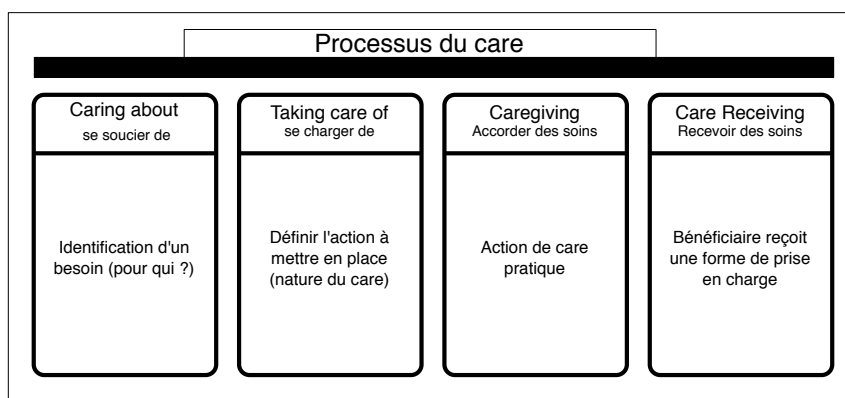 Processus du care
Caring about
se soucier de
Identification d'un
besoin (pour qui ?)
Taking care of
se charger de
Définir l'action à
mettre en place
(nature du care)
Caregiving
Accorder des soins
Action de care
pratique
Care Receiving
Recevoir des soins
Bénéficiaire reçoit
une forme de prise
en charge